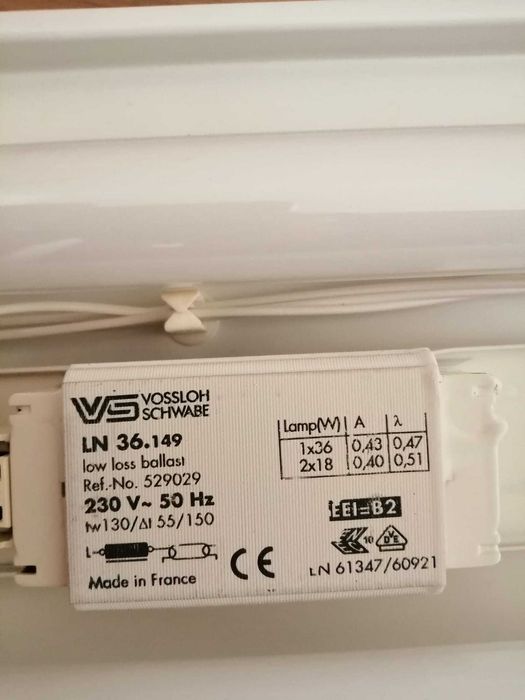 VS VOSSLOH
SCHWABE
LN 36.149
low loss ballast
Ref.-No. 529029
230 V~ 50 Hz
tw130/Δt 55/150
L
Made in France
CE
Lamp(W) A λ
1x36 0,43 0,47
2x18 0,40 0,51
EEI=B2
10 DVE
LN 61347/60921